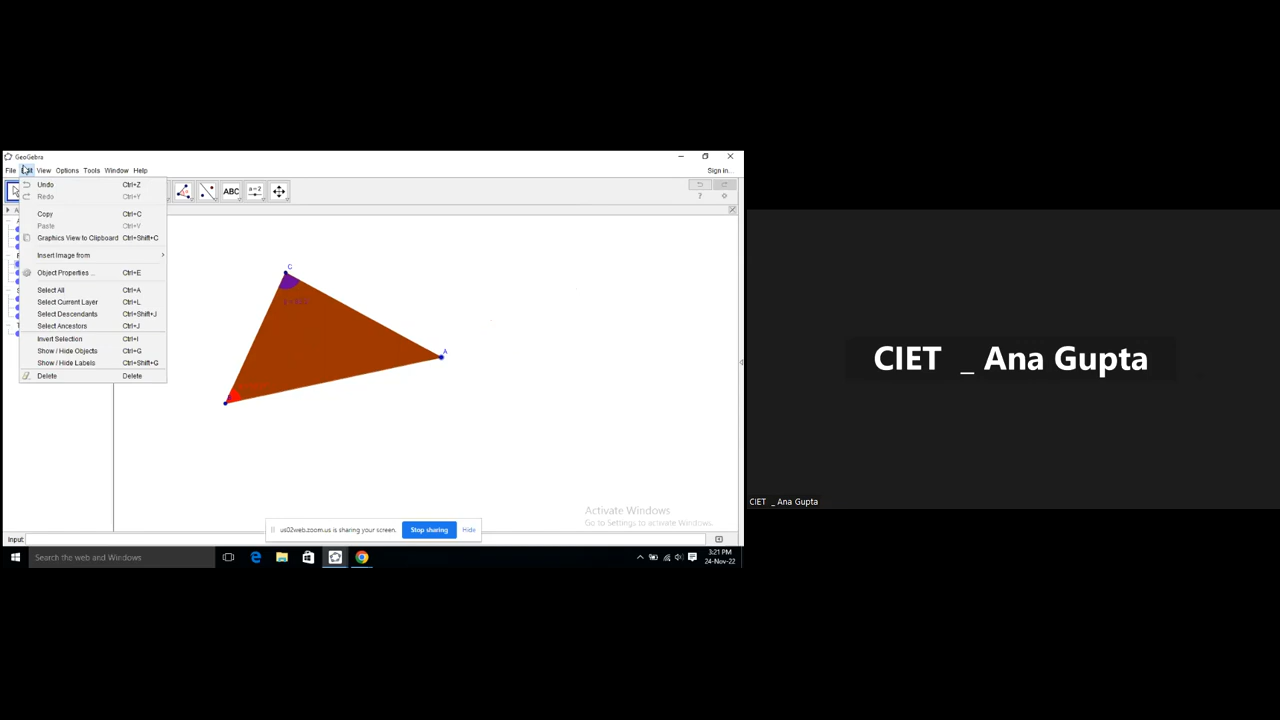 GeoGebra
File Edit View Options Tools Window Help
Sign in...
ABC
a=2
?
Undo Ctrl+Z
Redo Ctrl+Y
Copy Ctrl+C
Paste Ctrl+V
Graphics View to Clipboard Ctrl+Shift+C
Insert Image from
Object Properties ... Ctrl+E
Select All Ctrl+A
Select Current Layer Ctrl+L
Select Descendants Ctrl+Shift+J
Select Ancestors Ctrl+J
Invert Selection Ctrl+I
Show / Hide Objects Ctrl+G
Show / Hide Labels Ctrl+Shift+G
Delete Delete
C
A
CIET _ Ana Gupta
CIET _ Ana Gupta
Activate Windows
Go to Settings to activate Windows.
us02web.zoom.us is sharing your screen. Stop sharing Hide
Input:
Search the web and Windows
3:21 PM
24-Nov-22